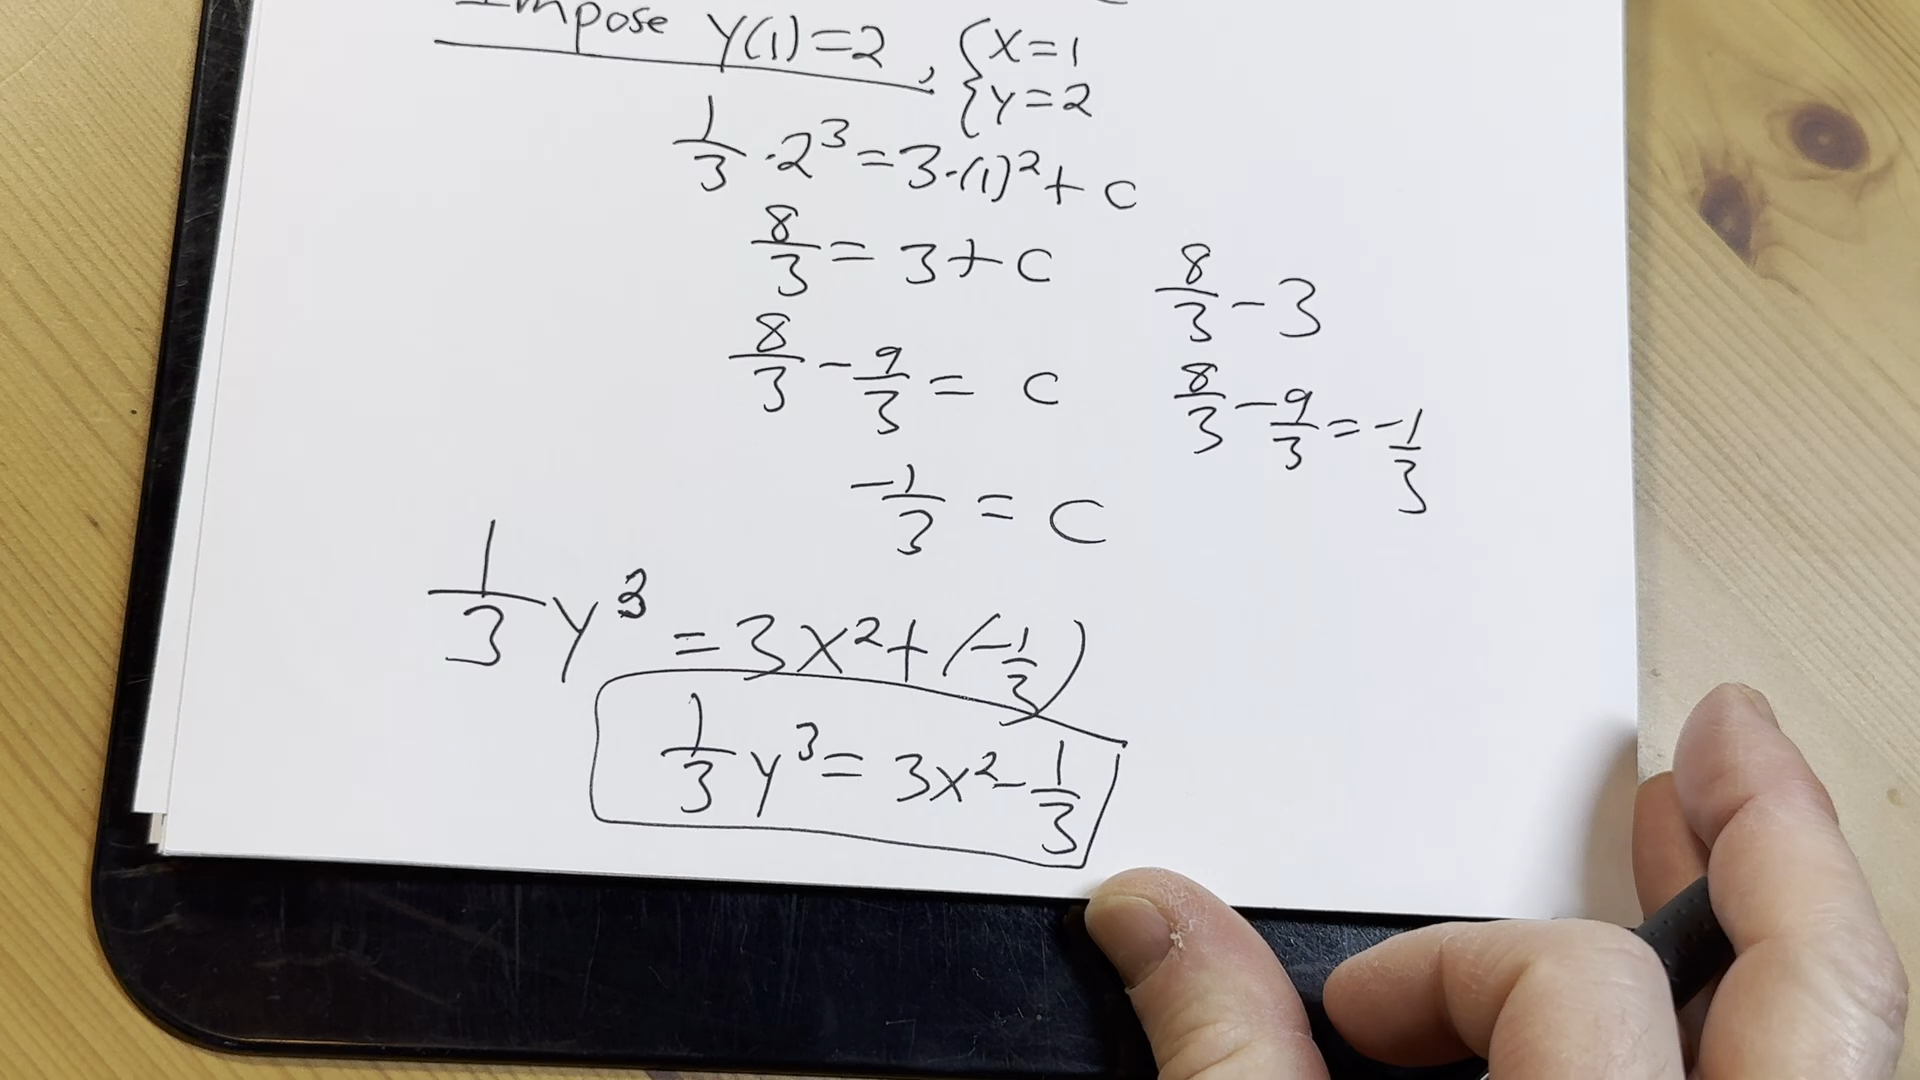 Impose y(1)=2, { x=1
y=2
1/3 · 2³ = 3·(1)² + C
8/3 = 3 + C
8/3 - 9/3 = C
-1/3 = C
8/3 - 3
8/3 - 9/3 = -1/3
1/3 y³ = 3x² + (-1/3)
1/3 y³ = 3x² - 1/3